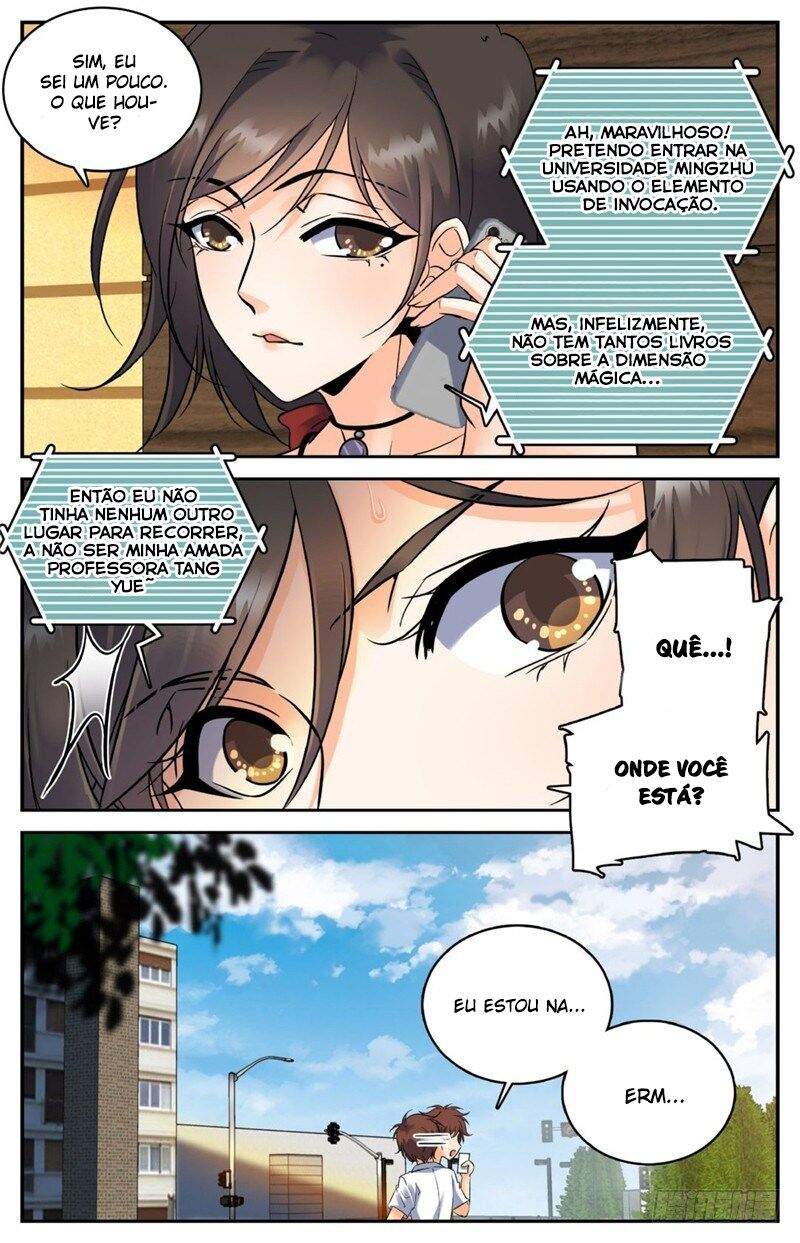 SIM, EU
SEI UM POUCO.
O QUE HOU-
VE?
AH, MARAVILHOSO!
PRETENDO ENTRAR NA
UNIVERSIDADE MINGZHU
USANDO O ELEMENTO
DE INVOCAÇÃO.
MAS, INFELIZMENTE,
NÃO TEM TANTOS LIVROS
SOBRE A DIMENSÃO
MÁGICA...
ENTÃO EU NÃO
TINHA NENHUM OUTRO
LUGAR PARA RECORRER,
A NÃO SER MINHA AMADA
PROFESSORA TANG
YUE~
QUÊ...!
ONDE VOCÊ
ESTÁ?
EU ESTOU NA...
ERM...